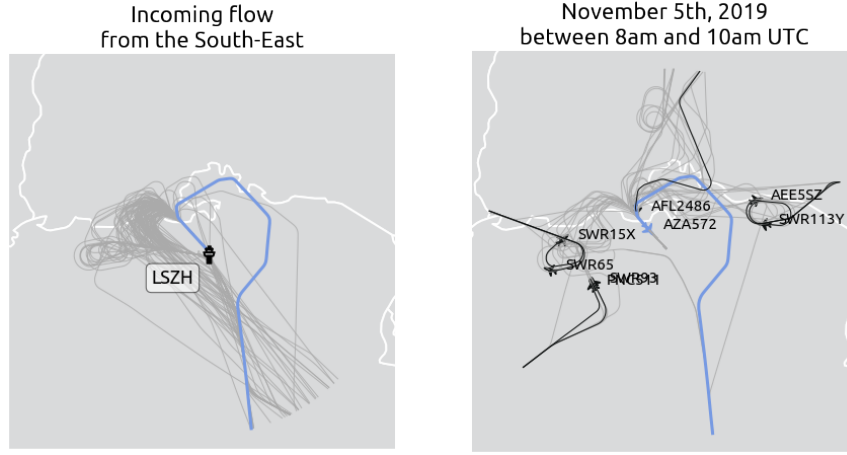 Incoming flow
from the South-East
November 5th, 2019
between 8am and 10am UTC
AEE5SZ
AFL2486
SWR113Y
AZA572
SWR15X
SWR65
SWR93
LSZH